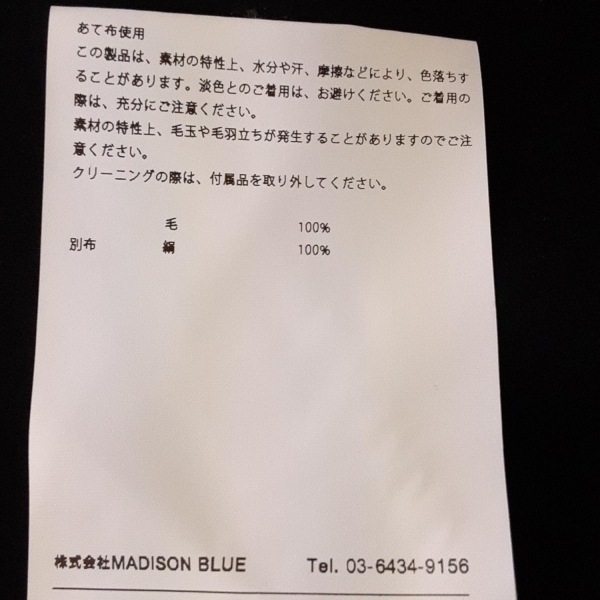 あて布使用
この製品は、素材の特性上、水分や汗、摩擦などにより、色落ちす
ることがあります。淡色とのご着用は、お避けください。ご着用の
際は、充分にご注意ください。
素材の特性上、毛玉や毛羽立ちが発生することがありますのでご注
意ください。
クリーニングの際は、付属品を取り外してください。
毛 100%
別布 絹 100%
株式会社MADISON BLUE Tel. 03-6434-9156